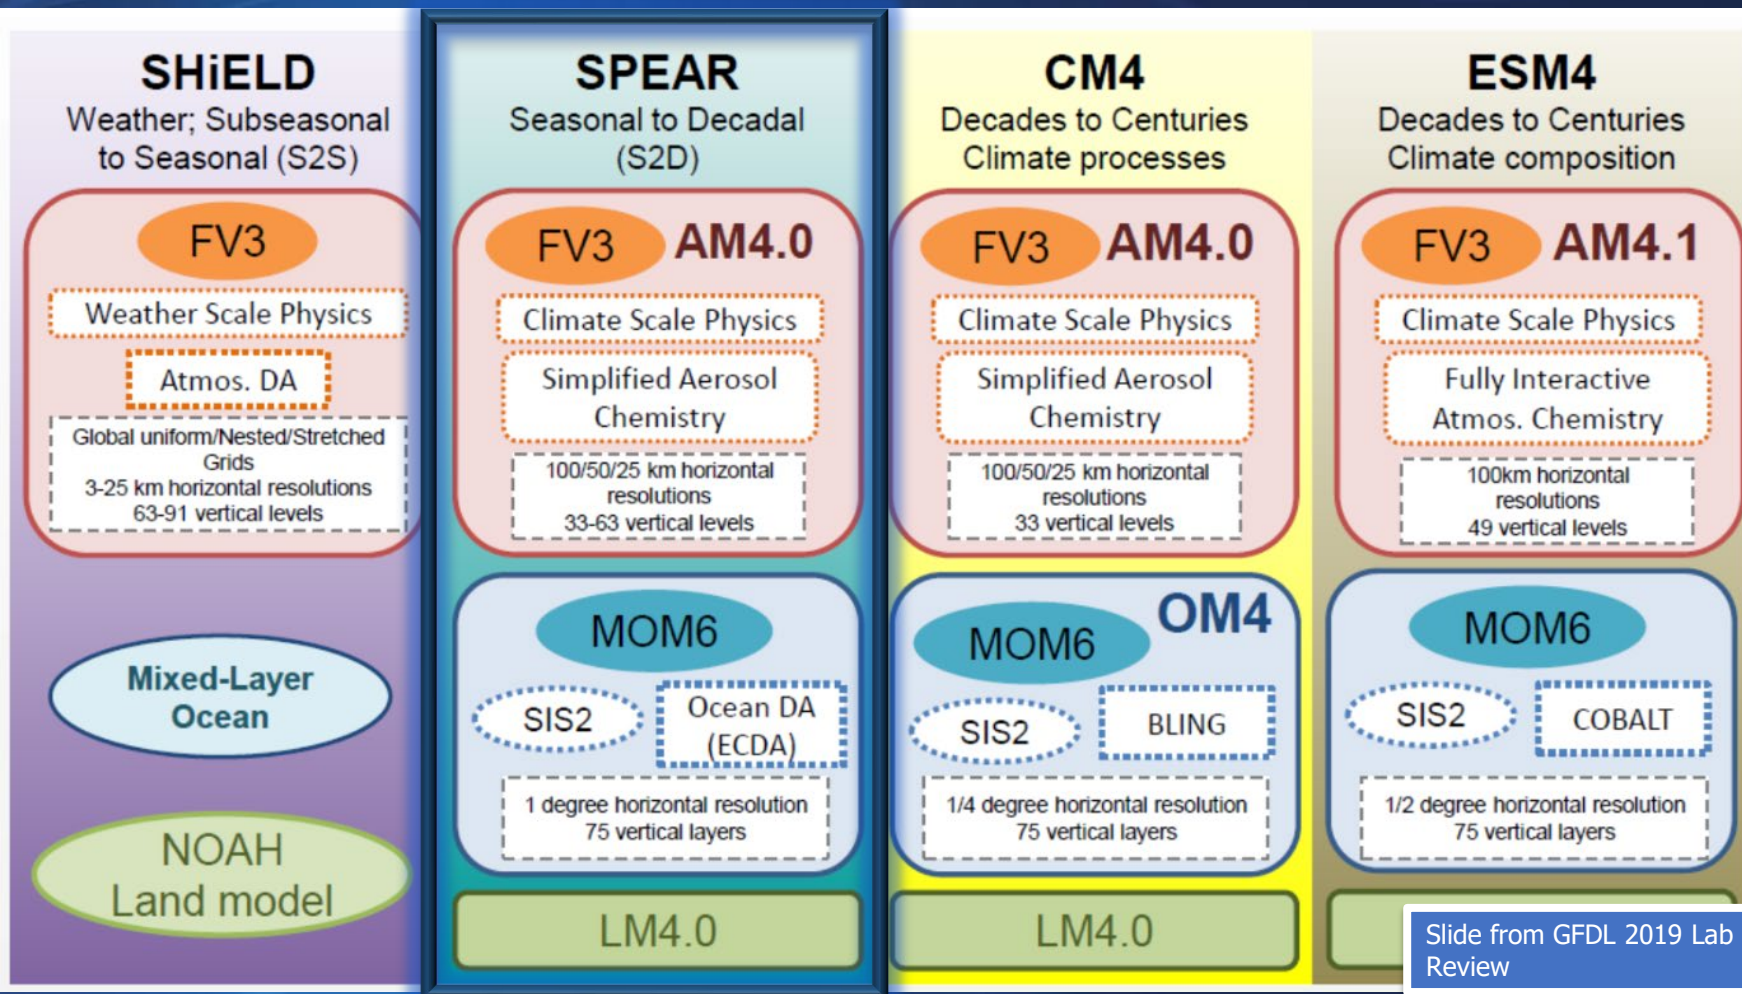 SHiELD
Weather; Subseasonal
to Seasonal (S2S)
FV3
Weather Scale Physics
Atmos. DA
Global uniform/Nested/Stretched
Grids
3-25 km horizontal resolutions
63-91 vertical levels
Mixed-Layer
Ocean
NOAH
Land model
SPEAR
Seasonal to Decadal
(S2D)
FV3 AM4.0
Climate Scale Physics
Simplified Aerosol
Chemistry
100/50/25 km horizontal
resolutions
33-63 vertical levels
MOM6
SIS2
Ocean DA
(ECDA)
1 degree horizontal resolution
75 vertical layers
LM4.0
CM4
Decades to Centuries
Climate processes
FV3 AM4.0
Climate Scale Physics
Simplified Aerosol
Chemistry
100/50/25 km horizontal
resolutions
33 vertical levels
OM4
MOM6
SIS2
BLING
1/4 degree horizontal resolution
75 vertical layers
LM4.0
ESM4
Decades to Centuries
Climate composition
FV3 AM4.1
Climate Scale Physics
Fully Interactive
Atmos. Chemistry
100km horizontal
resolutions
49 vertical levels
MOM6
SIS2
COBALT
1/2 degree horizontal resolution
75 vertical layers
Slide from GFDL 2019 Lab
Review